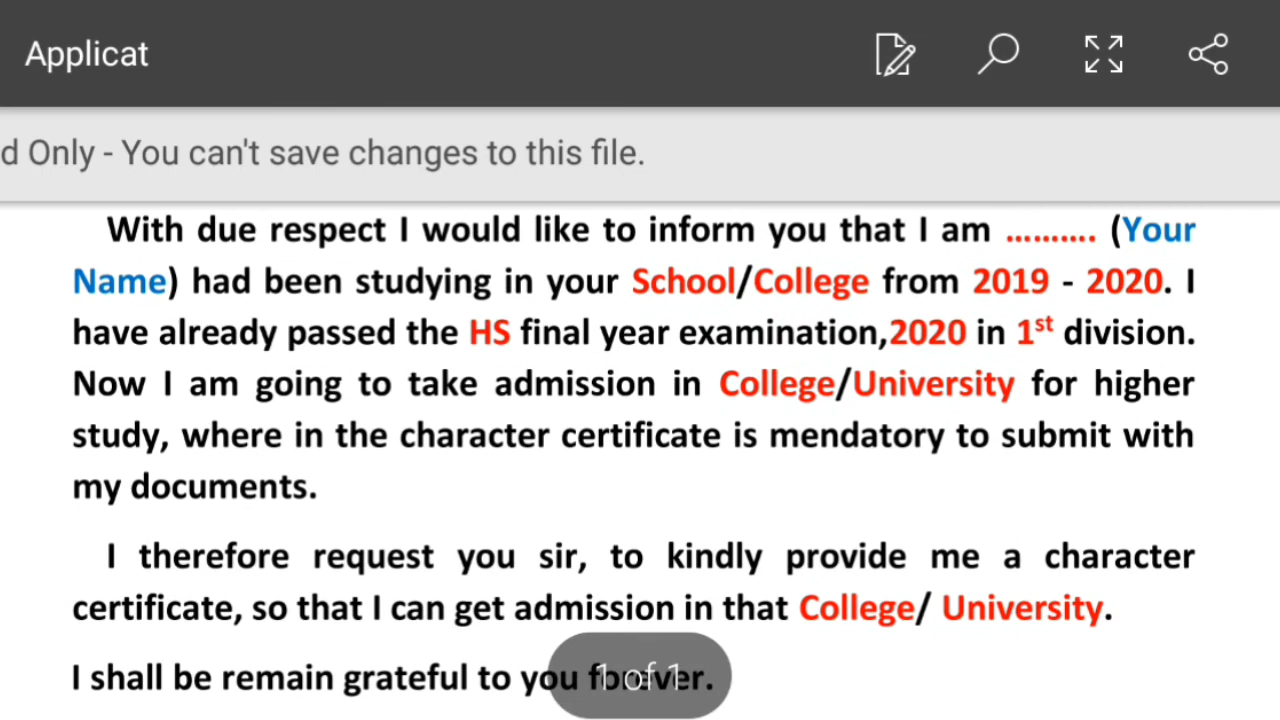 Applicat
d Only - You can't save changes to this file.
With due respect I would like to inform you that I am .......... (Your
Name) had been studying in your School/College from 2019 - 2020. I
have already passed the HS final year examination,2020 in 1st division.
Now I am going to take admission in College/University for higher
study, where in the character certificate is mendatory to submit with
my documents.
I therefore request you sir, to kindly provide me a character
certificate, so that I can get admission in that College/ University.
I shall be remain grateful to you forever.
1 of 1